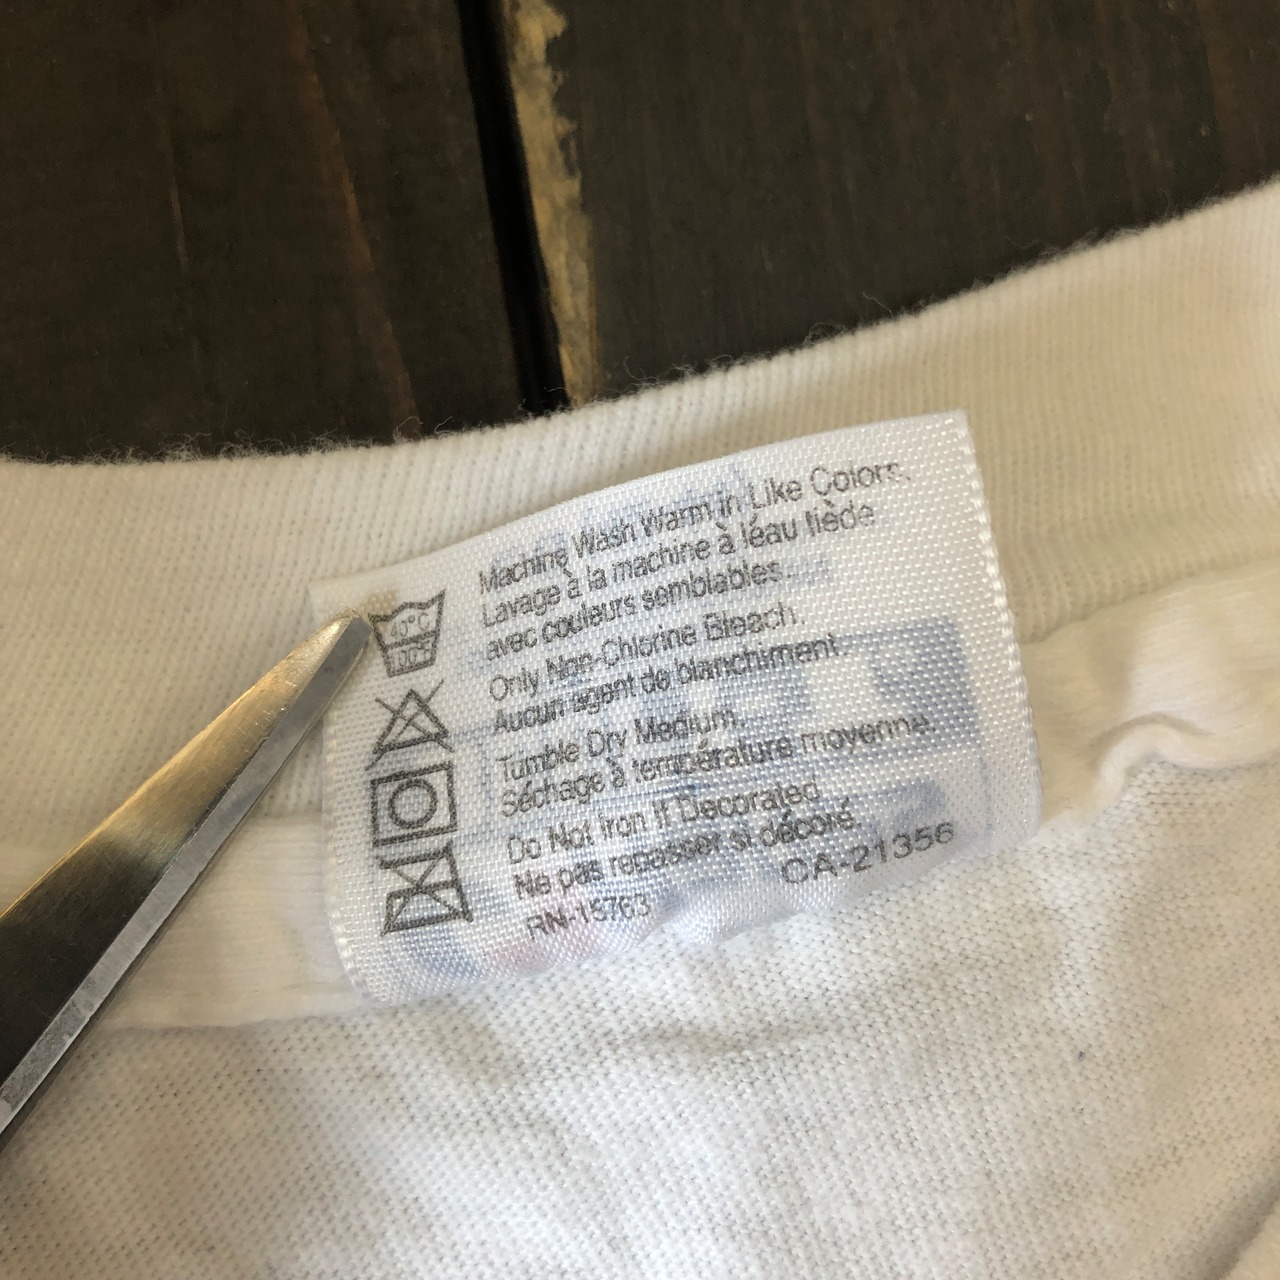 40°C
100°F
Machine Wash Warm in Like Colors.
Lavage à la machine à léau tiède
avec couleurs semblables.
Only Non-Chlorine Bleach.
Aucun agent de blanchiment.
Tumble Dry Medium.
Séchage à température moyenne
Do Not Iron If Decorated
Ne pas repasser si décoré
RN-15763 CA-21356